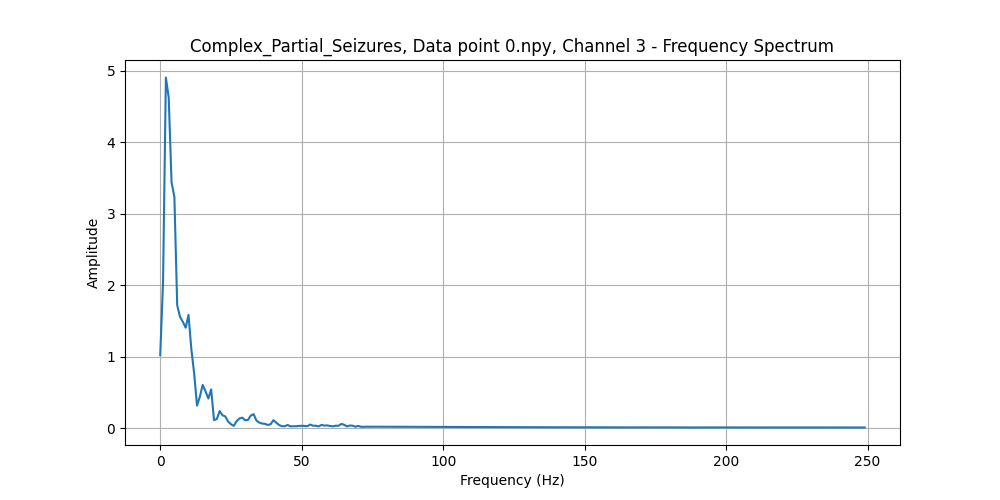 Complex_Partial_Seizures, Data point 0.npy, Channel 3 - Frequency Spectrum
5
4
3
2
1
0
Amplitude
0 50 100 150 200 250
Frequency (Hz)